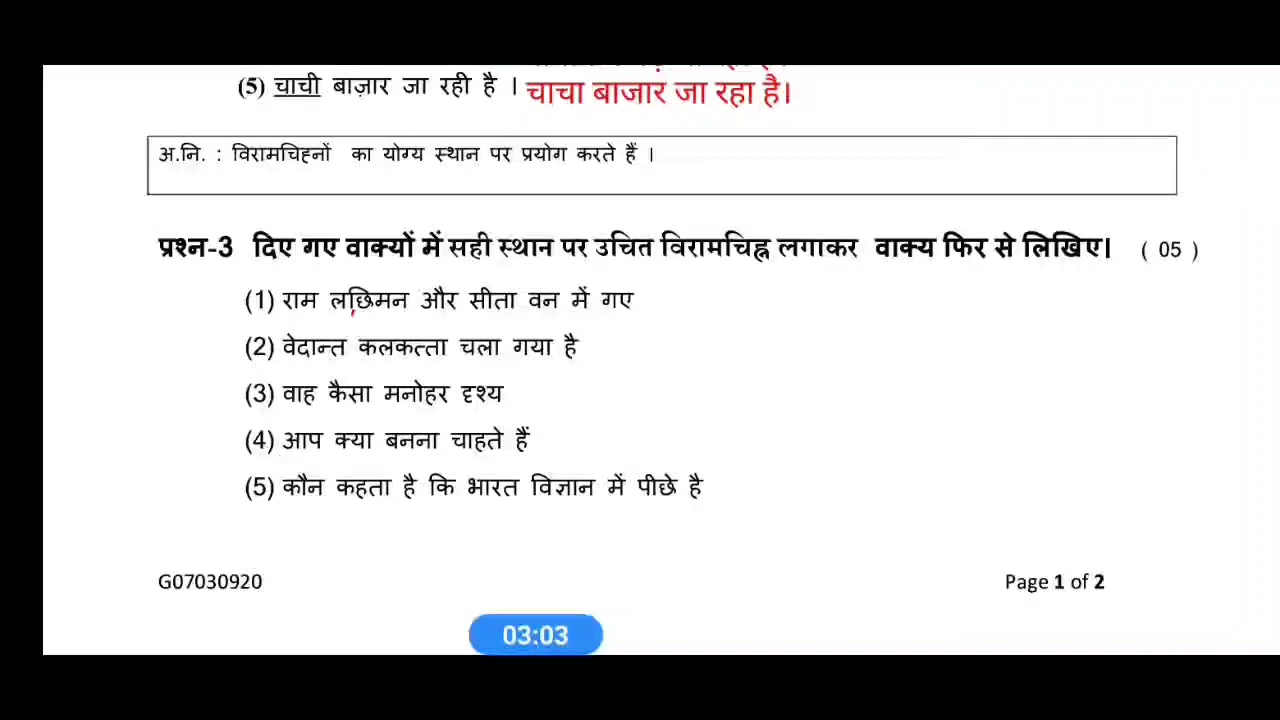 (5) चाची बाज़ार जा रही है । चाचा बाजार जा रहा है।
अ.नि. : विरामचिह्नों का योग्य स्थान पर प्रयोग करते हैं ।
प्रश्न-3 दिए गए वाक्यों में सही स्थान पर उचित विरामचिह्न लगाकर वाक्य फिर से लिखिए। ( 05 )
(1) राम लछिमन और सीता वन में गए
(2) वेदान्त कलकत्ता चला गया है
(3) वाह कैसा मनोहर दृश्य
(4) आप क्या बनना चाहते हैं
(5) कौन कहता है कि भारत विज्ञान में पीछे है
G07030920 Page 1 of 2
03:03